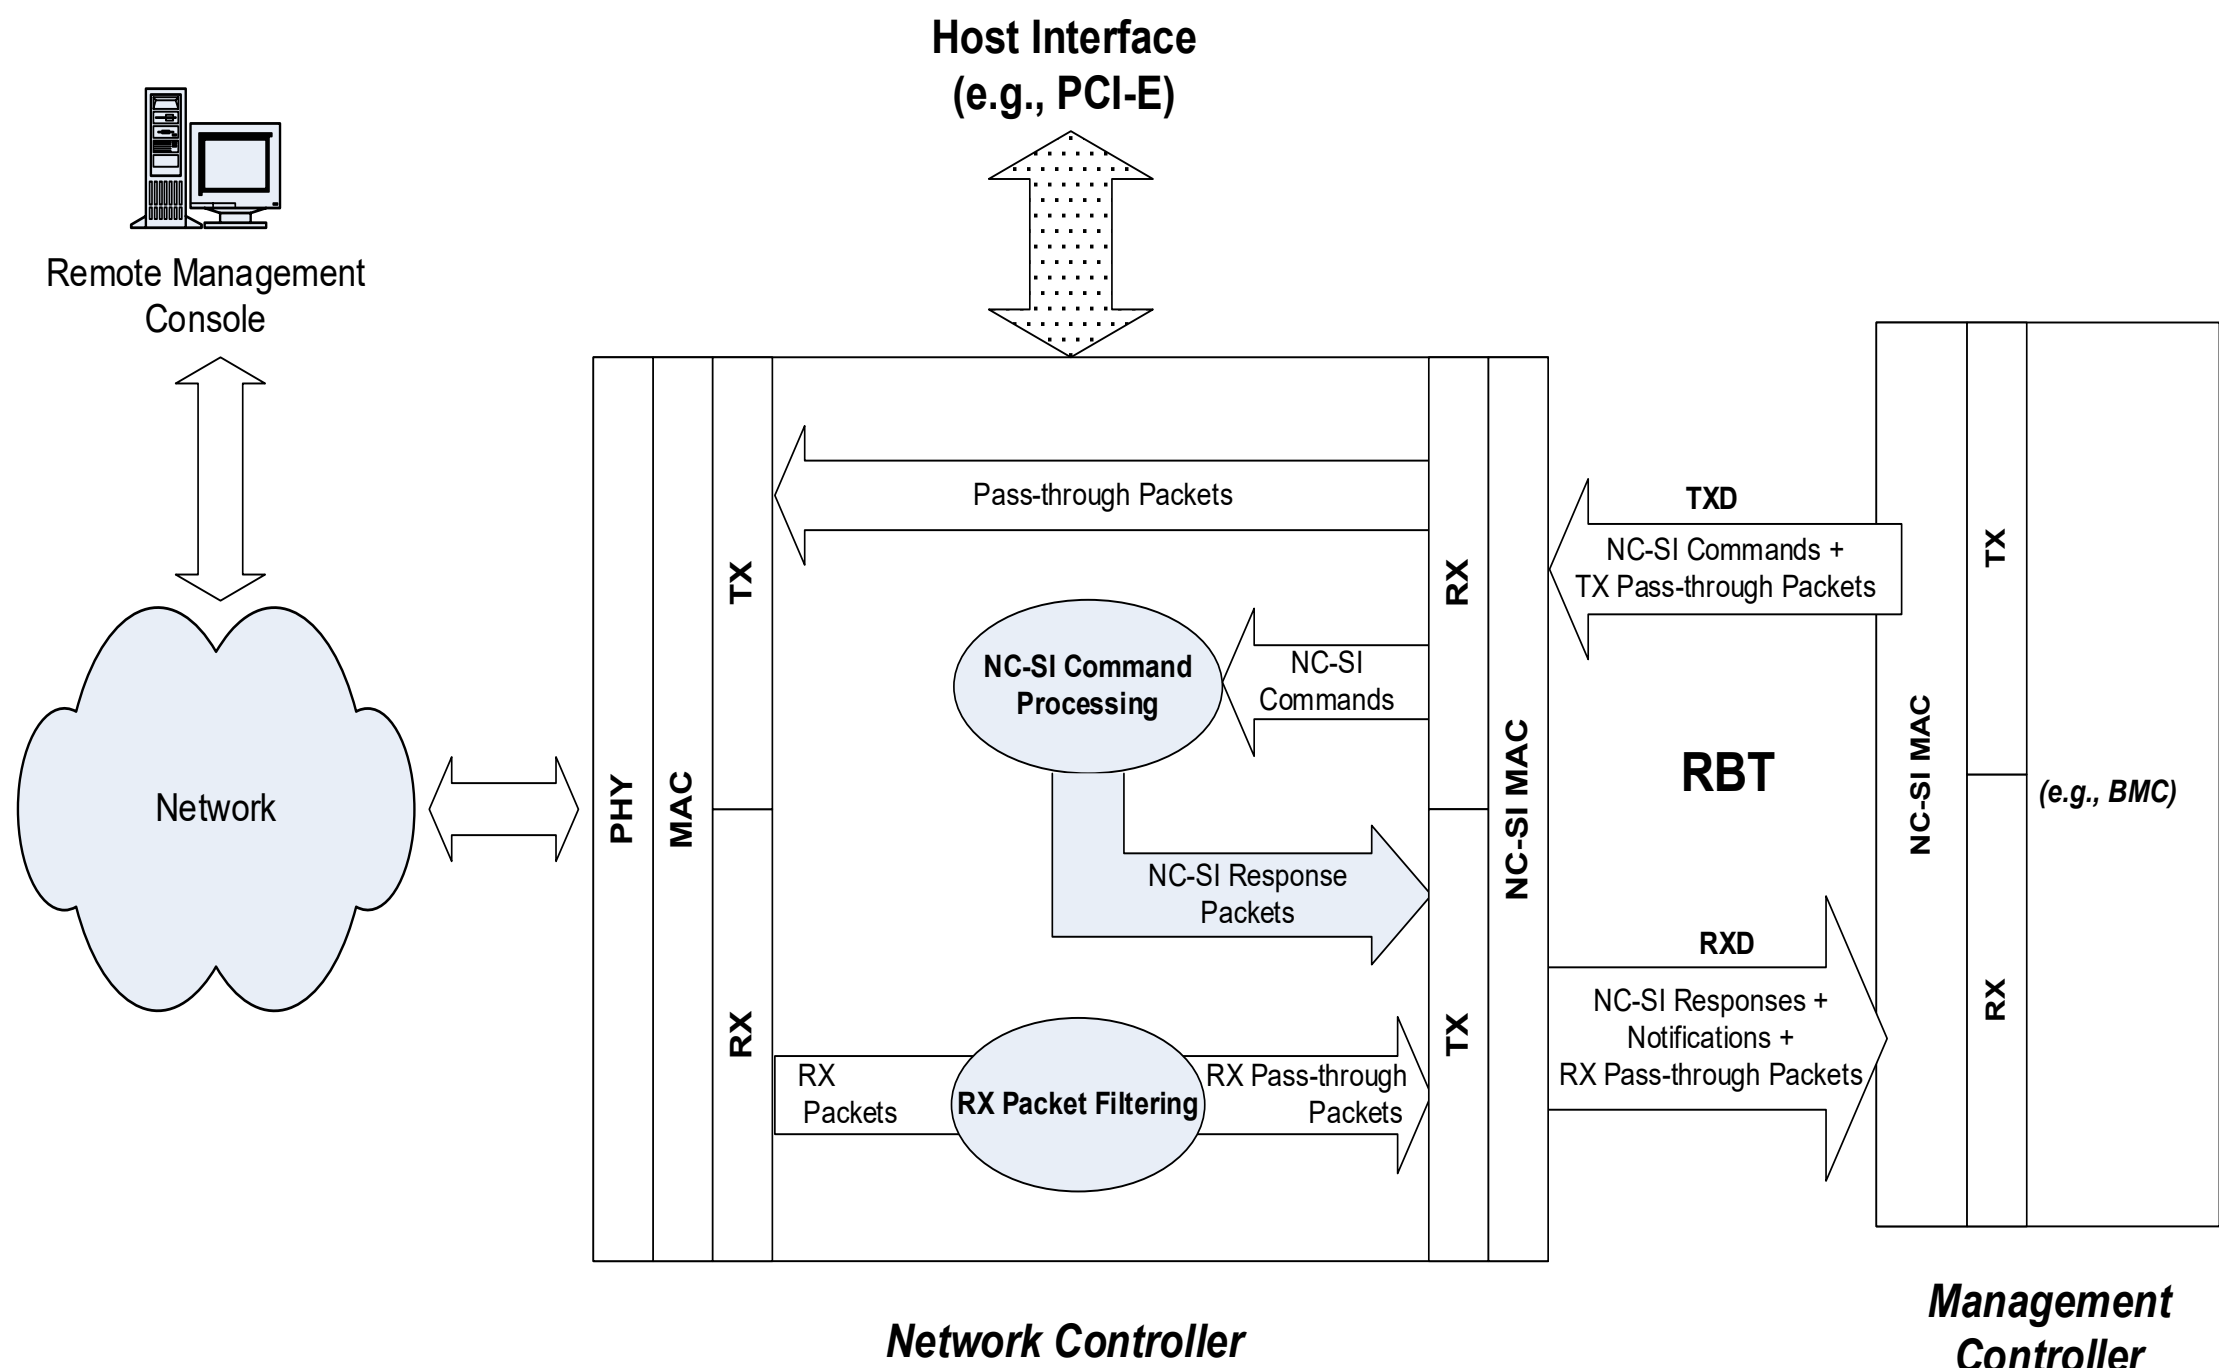 Host Interface
(e.g., PCI-E)
Remote Management
Console
Network
PHY
MAC
TX
RX
Pass-through Packets
NC-SI Command
Processing
NC-SI
Commands
NC-SI Response
Packets
RX
Packets
RX Packet Filtering
RX Pass-through
Packets
RX
TX
NC-SI MAC
TXD
NC-SI Commands +
TX Pass-through Packets
RBT
RXD
NC-SI Responses +
Notifications +
RX Pass-through Packets
NC-SI MAC
TX
RX
(e.g., BMC)
Network Controller
Management
Controller